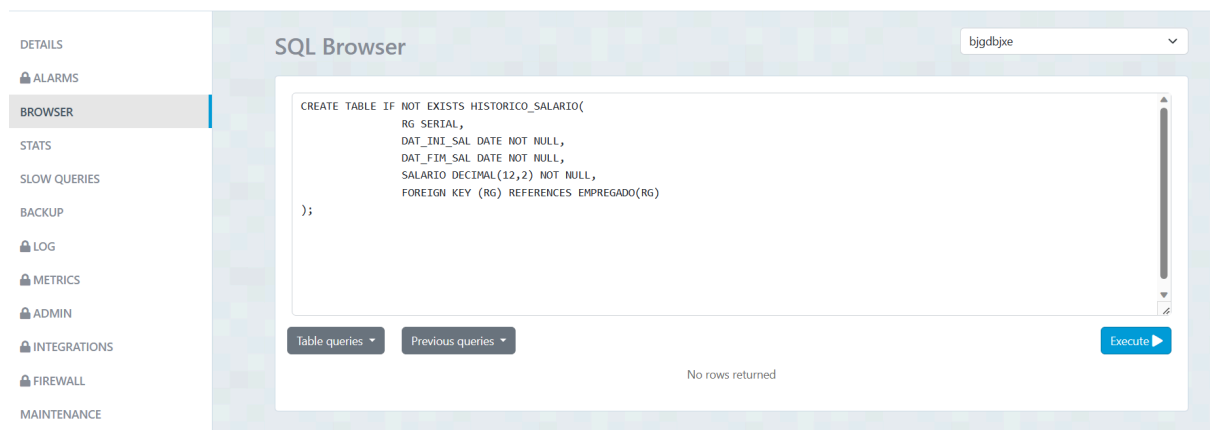 DETAILS
ALARMS
BROWSER
STATS
SLOW QUERIES
BACKUP
LOG
METRICS
ADMIN
INTEGRATIONS
FIREWALL
MAINTENANCE
SQL Browser
bjgdbjxe
CREATE TABLE IF NOT EXISTS HISTORICO_SALARIO(
RG SERIAL,
DAT_INI_SAL DATE NOT NULL,
DAT_FIM_SAL DATE NOT NULL,
SALARIO DECIMAL(12,2) NOT NULL,
FOREIGN KEY (RG) REFERENCES EMPREGADO(RG)
);
Table queries
Previous queries
Execute
No rows returned